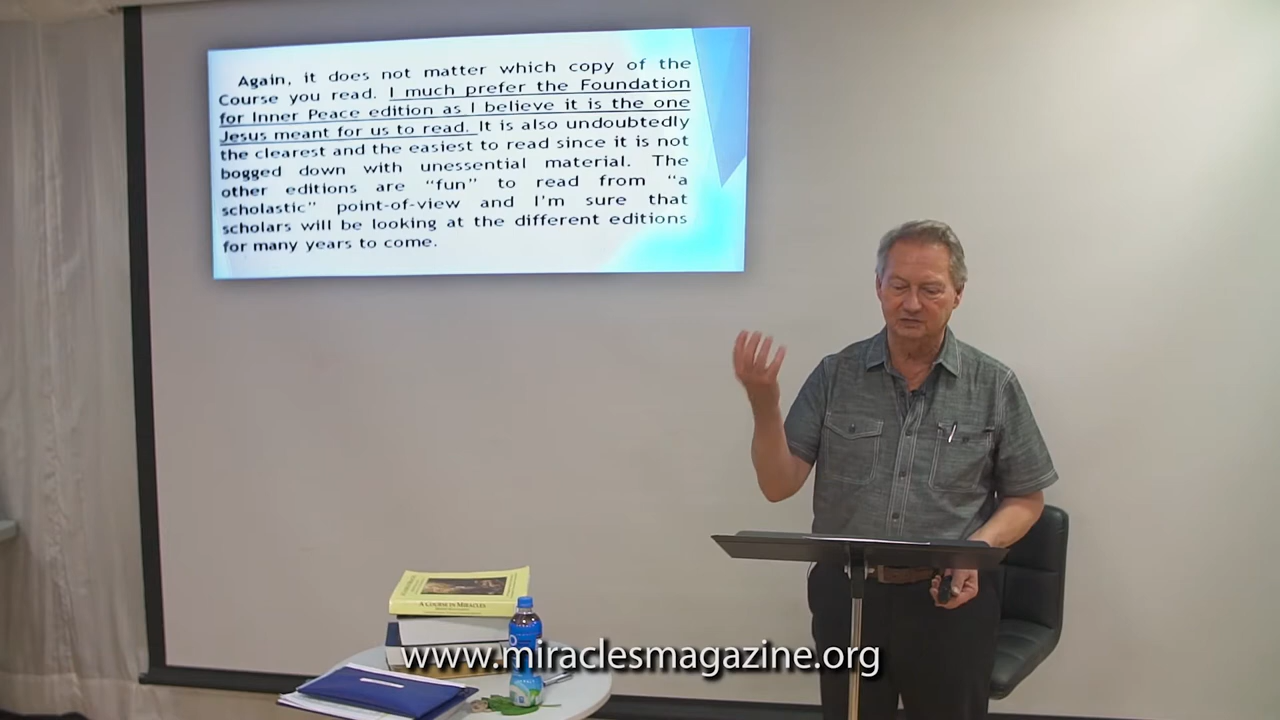 Again, it does not matter which copy of the
Course you read. I much prefer the Foundation
for Inner Peace edition as I believe it is the one
Jesus meant for us to read. It is also undoubtedly
the clearest and the easiest to read since it is not
bogged down with unessential material. The
other editions are “fun” to read from “a
scholastic” point-of-view and I’m sure that
scholars will be looking at the different editions
for many years to come.
A COURSE IN MIRACLES
www.miraclesmagazine.org